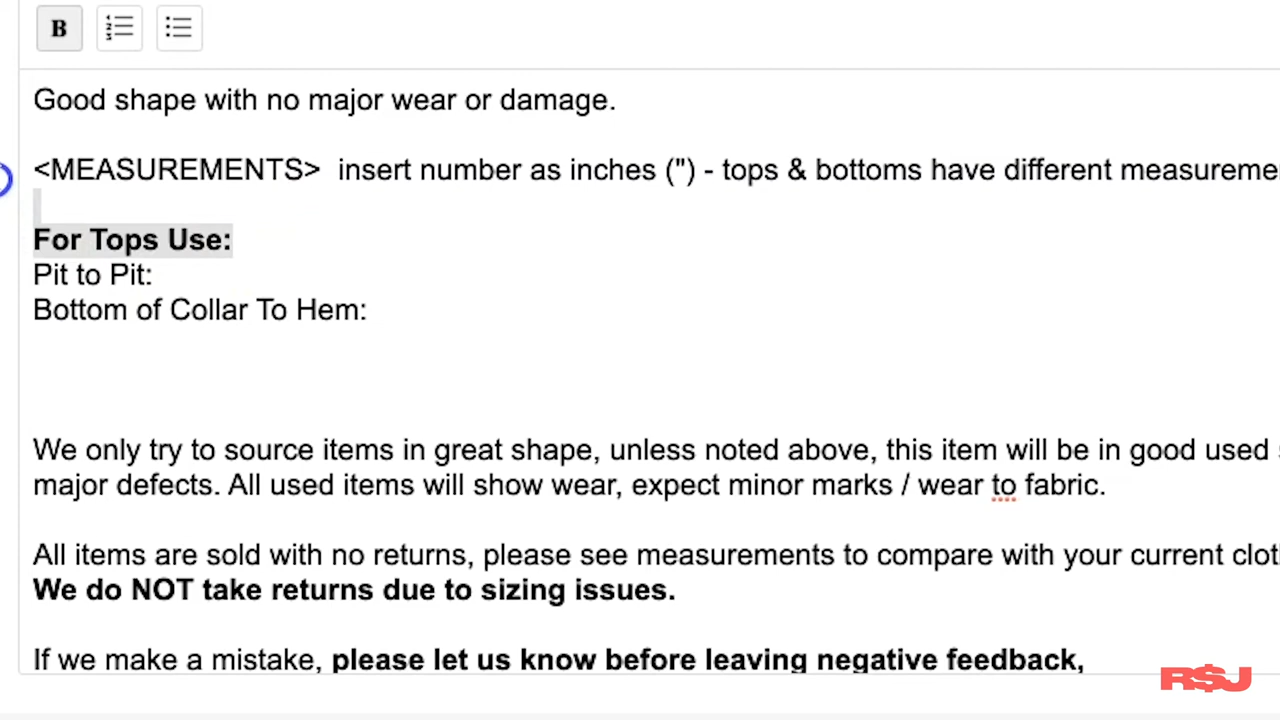 B
Good shape with no major wear or damage.
<MEASUREMENTS> insert number as inches (") - tops & bottoms have different
For Tops Use:
Pit to Pit:
Bottom of Collar To Hem:
We only try to source items in great shape, unless noted above, this item will be in good used
major defects. All used items will show wear, expect minor marks / wear to fabric.
All items are sold with no returns, please see measurements to compare with your current
We do NOT take returns due to sizing issues.
If we make a mistake, please let us know before leaving negative feedback,
R$J